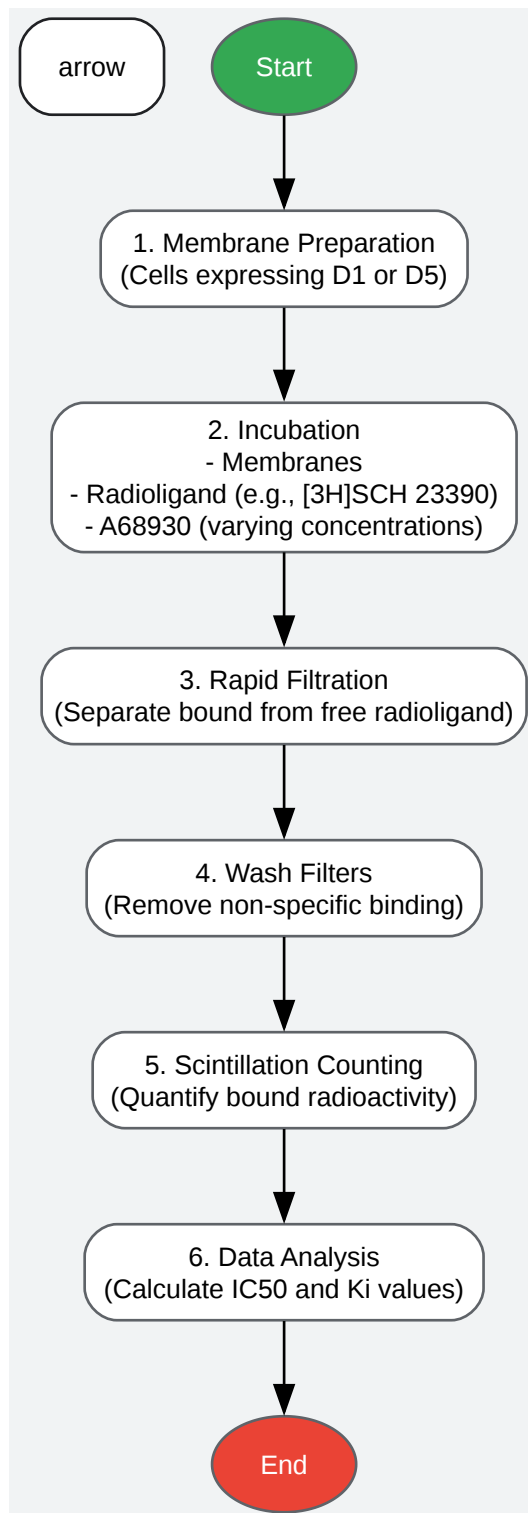 arrow
Start
1. Membrane Preparation
(Cells expressing D1 or D5)
2. Incubation
- Membranes
- Radioligand (e.g., [3H]SCH 23390)
- A68930 (varying concentrations)
3. Rapid Filtration
(Separate bound from free radioligand)
4. Wash Filters
(Remove non-specific binding)
5. Scintillation Counting
(Quantify bound radioactivity)
6. Data Analysis
(Calculate IC50 and Ki values)
End